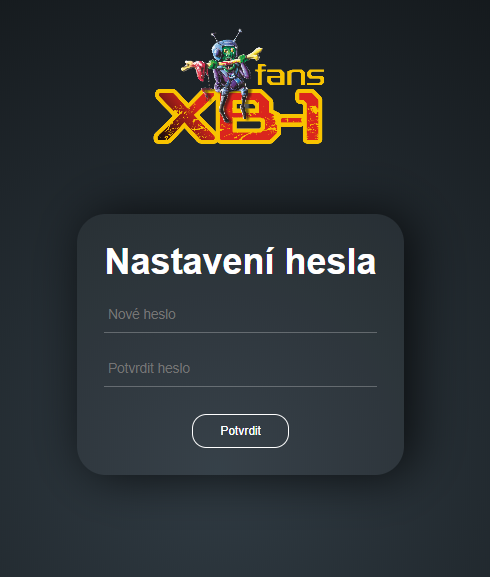 fans
XB-1
Nastavení hesla
Nové heslo
Potvrdit heslo
Potvrdit